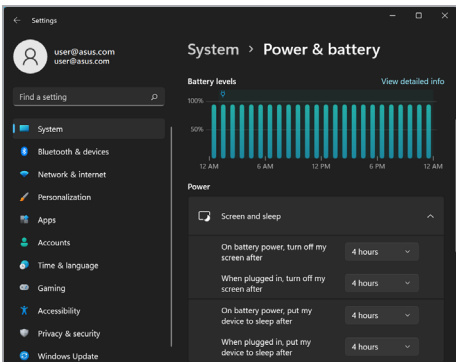 Settings
user@asus.com
user@asus.com
Find a setting
System
Bluetooth & devices
Network & internet
Personalization
Apps
Accounts
Time & language
Gaming
Accessibility
Privacy & security
Windows Update
System > Power & battery
Battery levels View detailed info
100%
50%
12 AM 6 AM 12 PM 6 PM 12 AM
Power
Screen and sleep
On battery power, turn off my
screen after
4 hours
When plugged in, turn off my
screen after
4 hours
On battery power, put my
device to sleep after
4 hours
When plugged in, put my
device to sleep after
4 hours